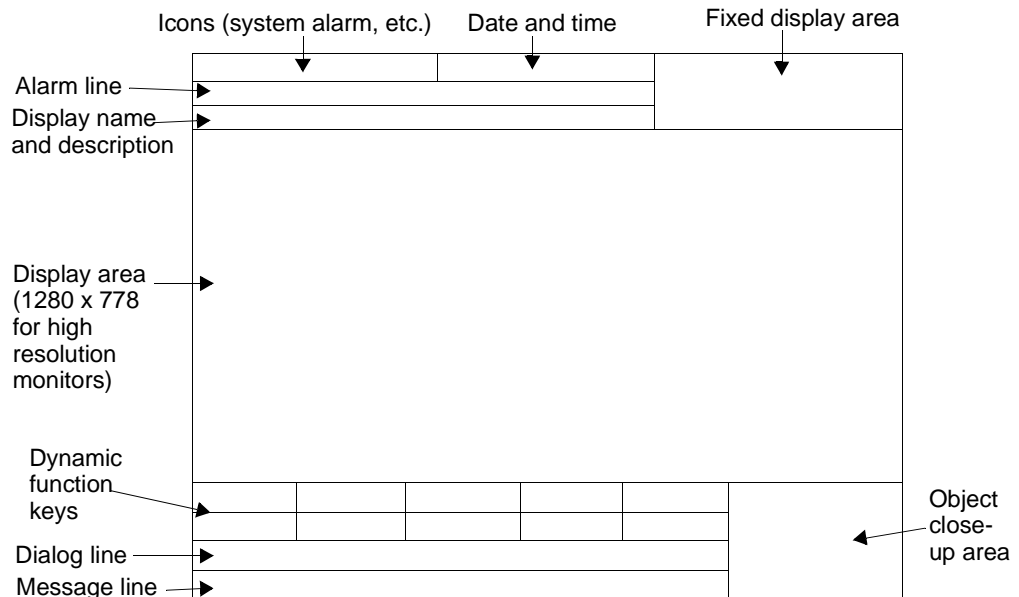 Icons (system alarm, etc.)
Date and time
Fixed display area
Alarm line
Display name
and description
Display area
(1280 x 778
for high
resolution
monitors)
Dynamic
function
keys
Dialog line
Message line
Object
close-
up area